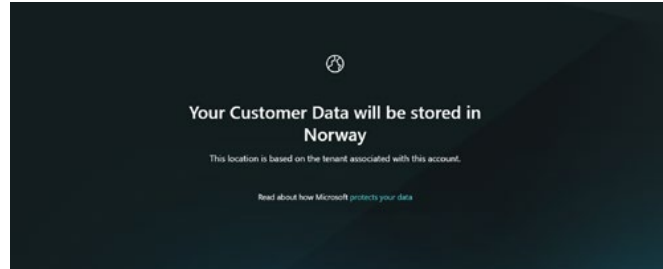 Your Customer Data will be stored in
Norway
This location is based on the tenant associated with this account.
Read about how Microsoft protects your data